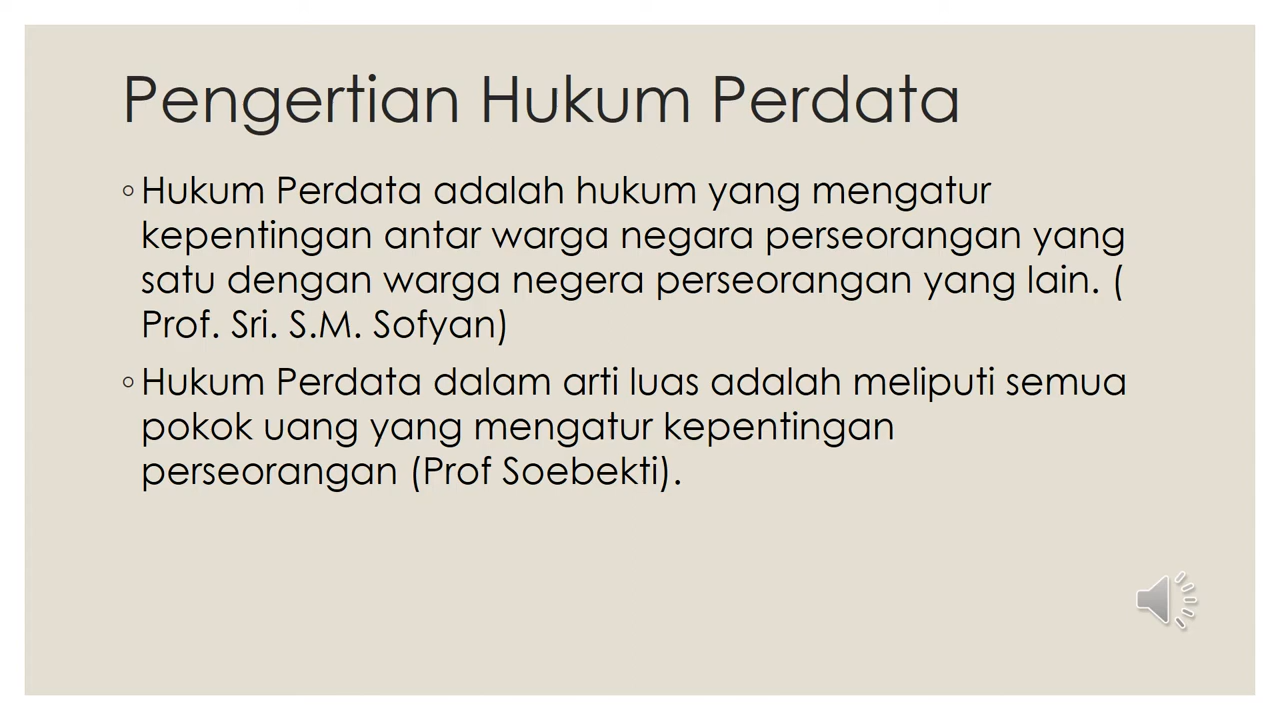 Pengertian Hukum Perdata
◦Hukum Perdata adalah hukum yang mengatur
kepentingan antar warga negara perseorangan yang
satu dengan warga negera perseorangan yang lain. (
Prof. Sri. S.M. Sofyan)
◦Hukum Perdata dalam arti luas adalah meliputi semua
pokok uang yang mengatur kepentingan
perseorangan (Prof Soebekti).